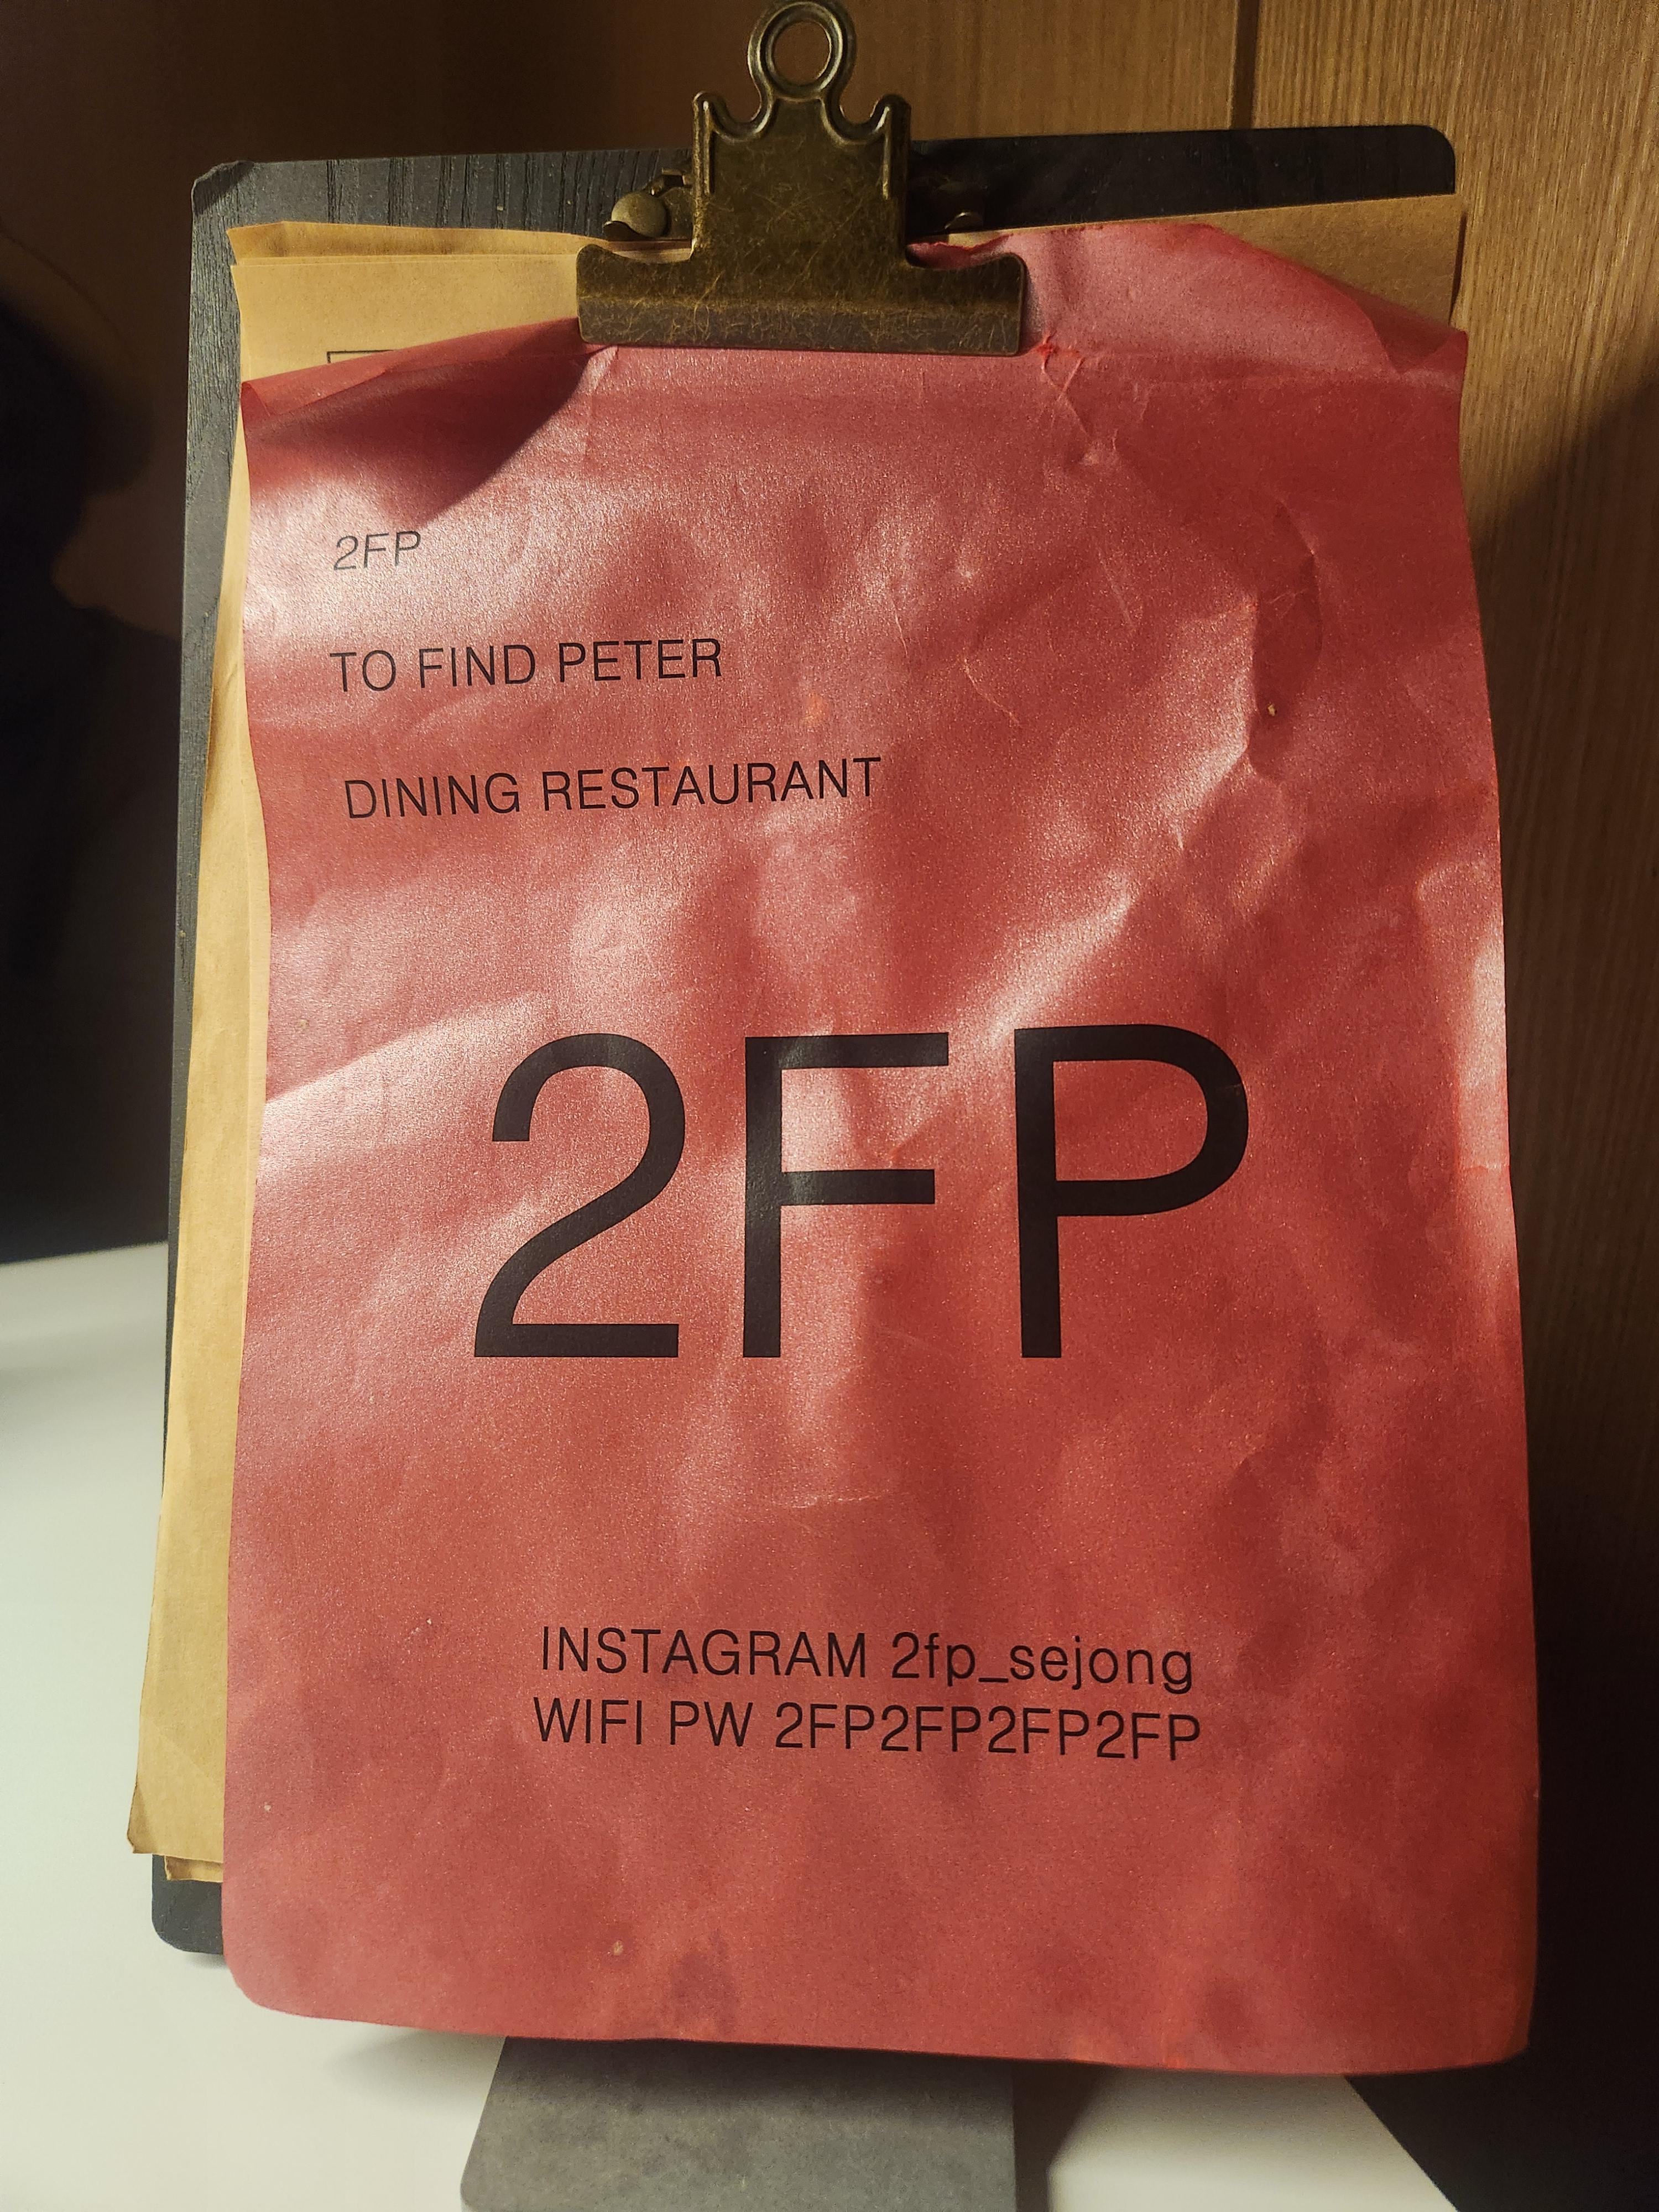 2FP
TO FIND PETER
DINING RESTAURANT
2FP
INSTAGRAM 2fp_sejong
WIFI PW 2FP2FP2FP2FP